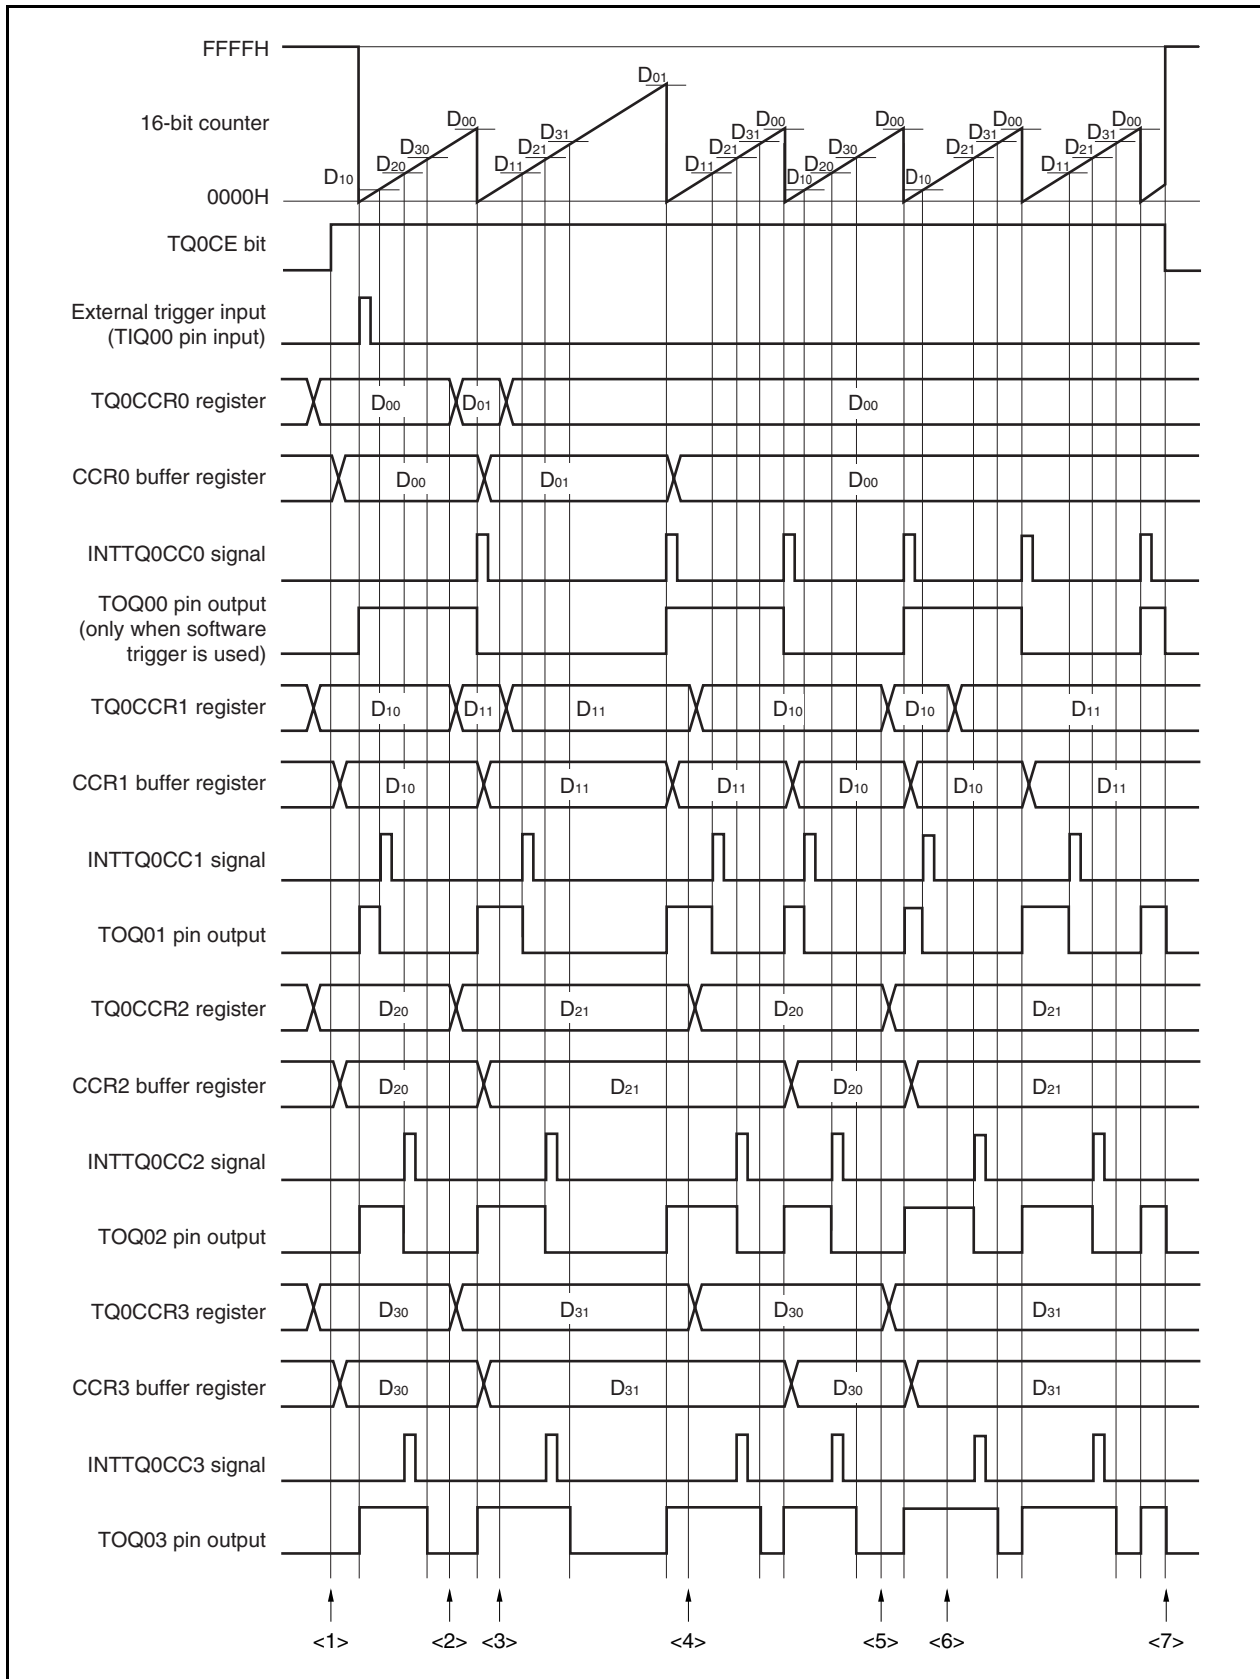 FFFFH
D01
16-bit counter
D00 D00 D00 D00 D00
D30 D31 D31 D30 D31 D31
D20 D21 D21 D20 D21 D21
D10 D11 D11 D10 D10 D11
0000H
TQ0CE bit
External trigger input
(TIQ00 pin input)
TQ0CCR0 register D00 D01 D00
CCR0 buffer register D00 D01 D00
INTTQ0CC0 signal
TOQ00 pin output
(only when software
trigger is used)
TQ0CCR1 register D10 D11 D11 D10 D10 D11
CCR1 buffer register D10 D11 D11 D10 D10 D11
INTTQ0CC1 signal
TOQ01 pin output
TQ0CCR2 register D20 D21 D20 D21
CCR2 buffer register D20 D21 D20 D21
INTTQ0CC2 signal
TOQ02 pin output
TQ0CCR3 register D30 D31 D30 D31
CCR3 buffer register D30 D31 D30 D31
INTTQ0CC3 signal
TOQ03 pin output
<1> <2> <3> <4> <5> <6> <7>